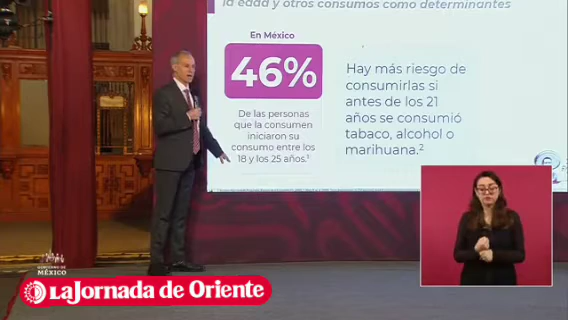 la edad y otros consumos como determinantes
En México
46%
De las personas
que la consumen
iniciaron su
consumo entre los
18 y los 25 años.¹
Hay más riesgo de
consumirlas si
antes de los 21
años se consumió
tabaco, alcohol o
marihuana.²
GOBIERNO DE
MÉXICO
LaJornada de Oriente